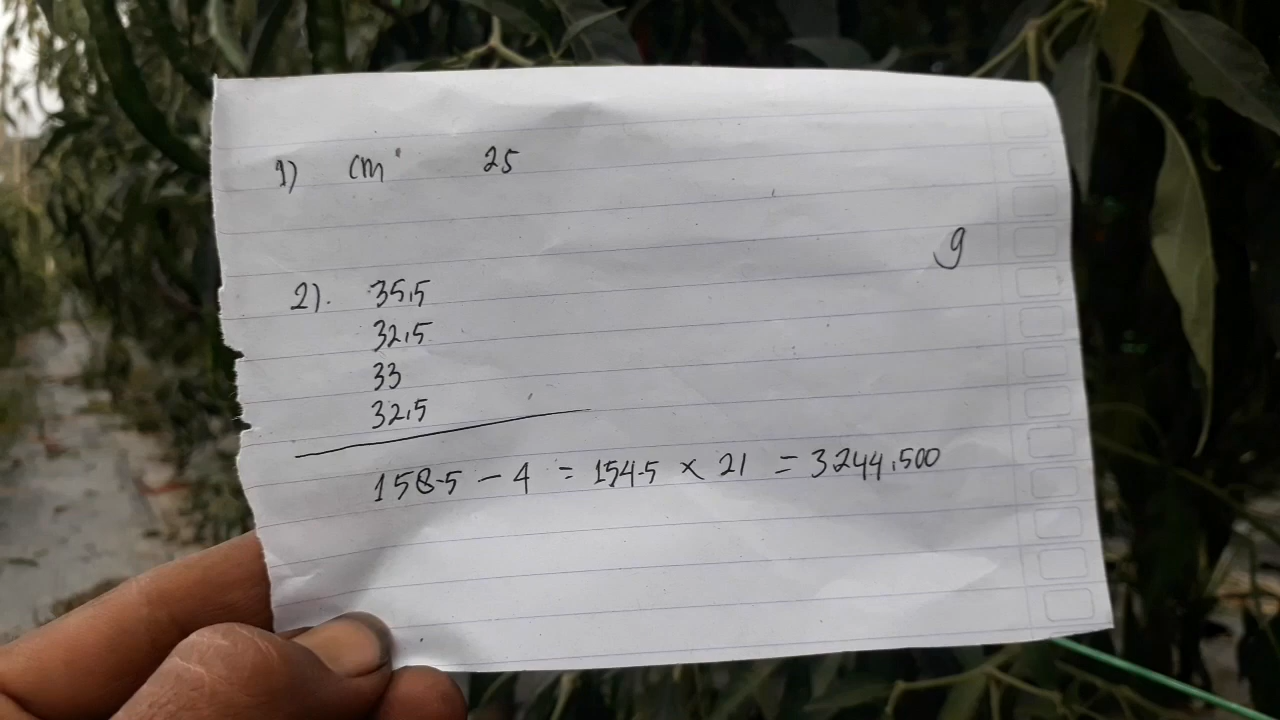 1) cm 25
g
2). 35,5
32,5
33
32,5
158.5 - 4 = 154.5 x 21 = 3244.500